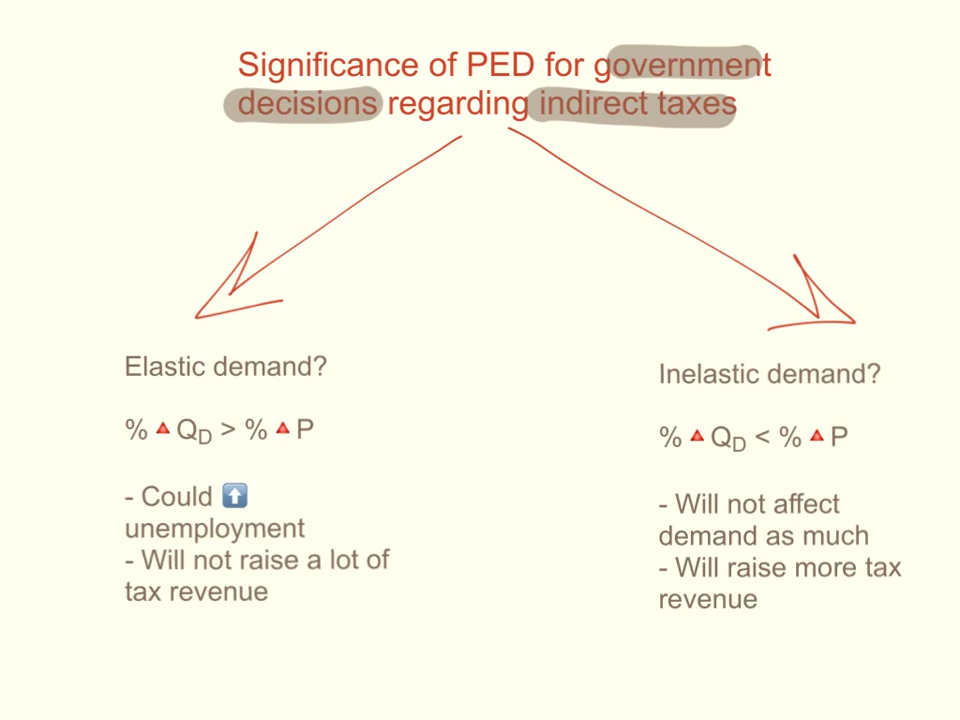 Significance of PED for government
decisions regarding indirect taxes
Elastic demand?
% 🔺 QD > % 🔺 P
- Could ⬆️
unemployment
- Will not raise a lot of
tax revenue
Inelastic demand?
% 🔺 QD < % 🔺 P
- Will not affect
demand as much
- Will raise more tax
revenue